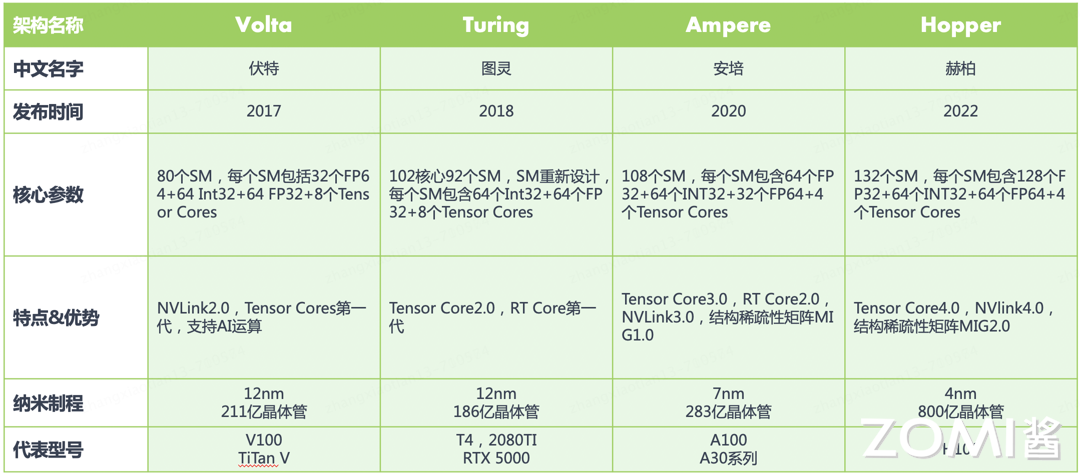 架构名称 Volta Turing Ampere Hopper
中文名字 伏特 图灵 安培 赫柏
发布时间 2017 2018 2020 2022
核心参数
80个SM，每个SM包括32个FP6
4+64 Int32+64 FP32+8个Tens
or Cores
102核心92个SM，SM重新设计，
每个SM包含64个Int32+64个FP
32+8个Tensor Cores
108个SM，每个SM包含64个FP
32+64个INT32+32个FP64+4
个Tensor Cores
132个SM，每个SM包含128个F
P32+64个INT32+64个FP64+4
个Tensor Cores
特点&优势
NVLink2.0，Tensor Cores第一
代，支持AI运算
Tensor Core2.0，RT Core第一
代
Tensor Core3.0，RT Core2.0，
NVLink3.0，结构稀疏性矩阵MI
G1.0
Tensor Core4.0，NVlink4.0，
结构稀疏性矩阵MIG2.0
纳米制程
12nm
211亿晶体管
12nm
186亿晶体管
7nm
283亿晶体管
4nm
800亿晶体管
代表型号
V100
TiTan V
T4，2080TI
RTX 5000
A100
A30系列
ZOMI酱